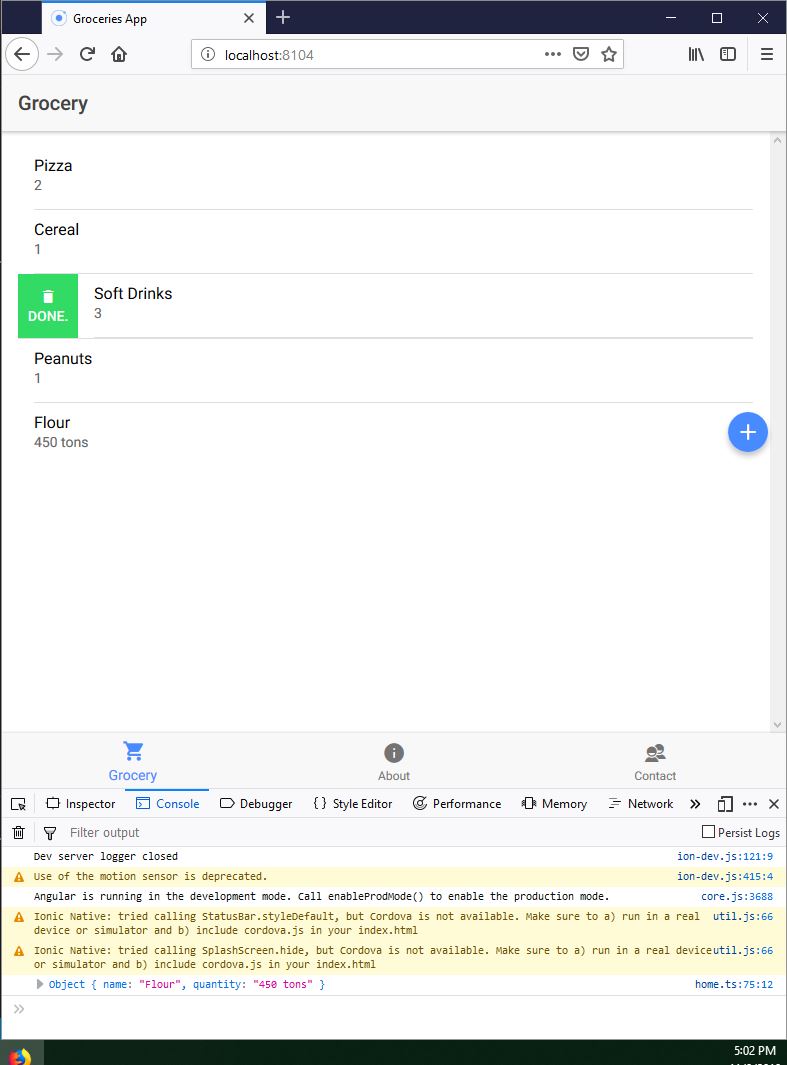 Groceries App
localhost:8104
Grocery
Pizza
2
Cereal
1
DONE.
Soft Drinks
3
Peanuts
1
Flour
450 tons
Grocery
About
Contact
Inspector Console Debugger { } Style Editor Performance Memory Network
Filter output Persist Logs
Dev server logger closed ion-dev.js:121:9
Use of the motion sensor is deprecated. ion-dev.js:415:4
Angular is running in the development mode. Call enableProdMode() to enable the production mode. core.js:3688
Ionic Native: tried calling StatusBar.styleDefault, but Cordova is not available. Make sure to a) run in a real util.js:66
device or simulator and b) include cordova.js in your index.html
Ionic Native: tried calling SplashScreen.hide, but Cordova is not available. Make sure to a) run in a real device util.js:66
or simulator and b) include cordova.js in your index.html
Object { name: "Flour", quantity: "450 tons" } home.ts:75:12
5:02 PM